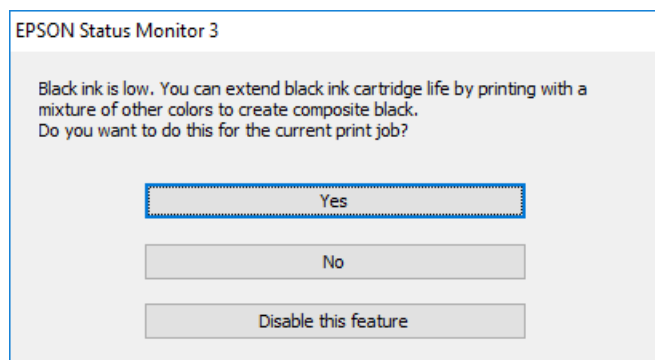 EPSON Status Monitor 3
Black ink is low. You can extend black ink cartridge life by printing with a
mixture of other colors to create composite black.
Do you want to do this for the current print job?
Yes
No
Disable this feature